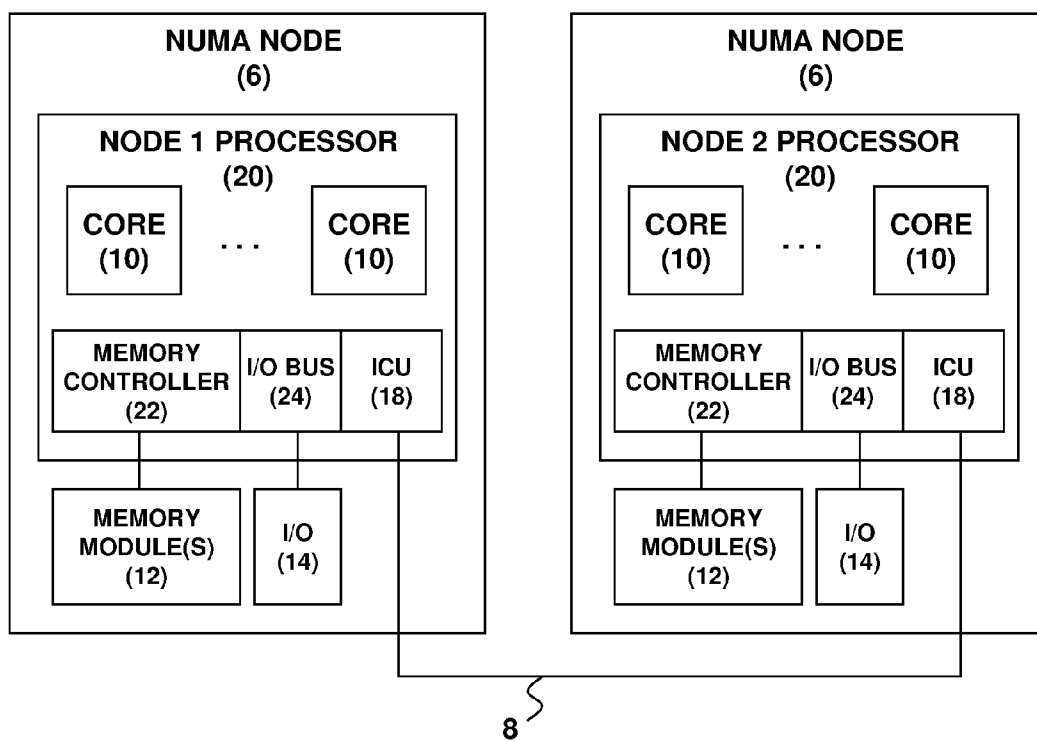 NUMA NODE
(6)
NODE 1 PROCESSOR
(20)
CORE
(10)
. . .
CORE
(10)
MEMORY
CONTROLLER
(22)
I/O BUS
(24)
ICU
(18)
MEMORY
MODULE(S)
(12)
I/O
(14)
NUMA NODE
(6)
NODE 2 PROCESSOR
(20)
CORE
(10)
. . .
CORE
(10)
MEMORY
CONTROLLER
(22)
I/O BUS
(24)
ICU
(18)
MEMORY
MODULE(S)
(12)
I/O
(14)
8